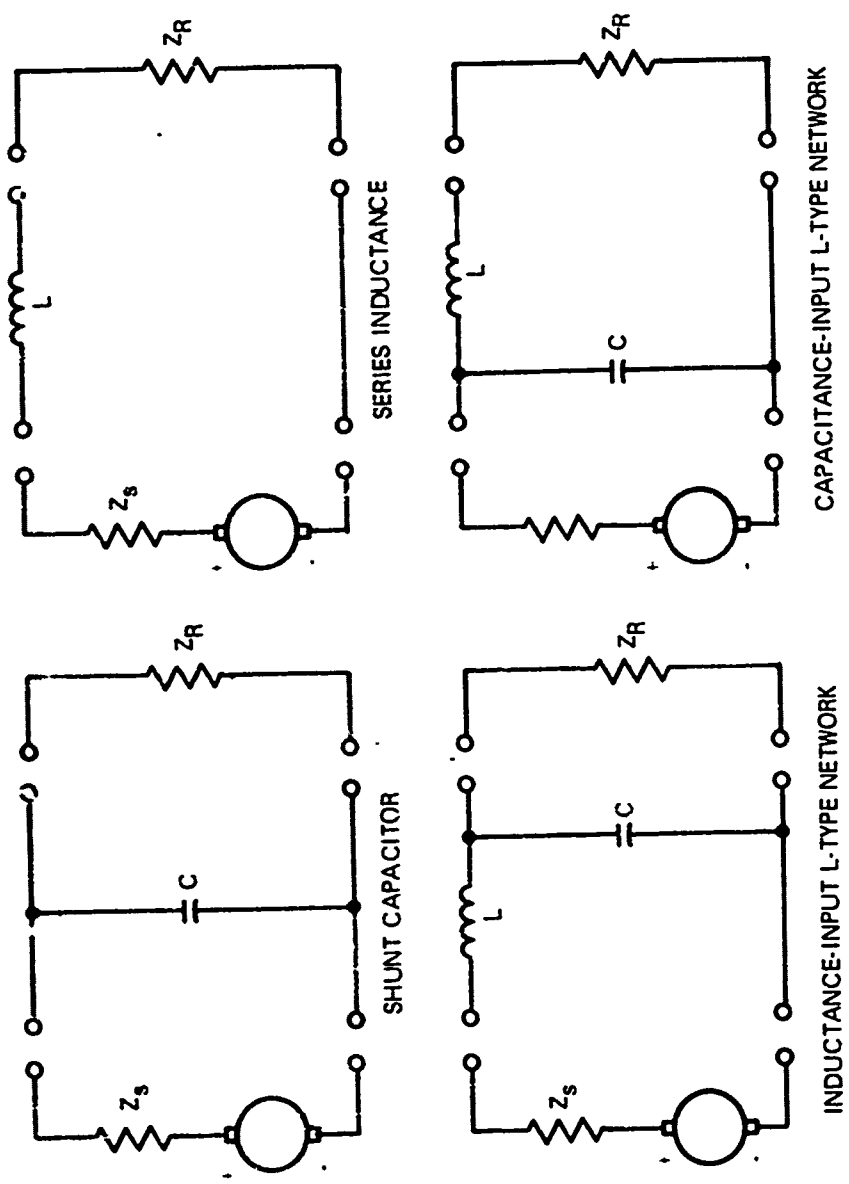 Z_s
C
Z_R
SHUNT CAPACITOR
Z_s
L
Z_R
SERIES INDUCTANCE
Z_s
L
C
Z_R
INDUCTANCE-INPUT L-TYPE NETWORK
C
L
Z_R
CAPACITANCE-INPUT L-TYPE NETWORK